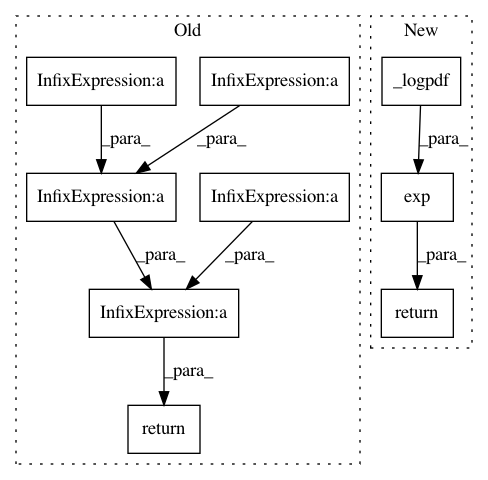 Old
New
InfixExpression:a
InfixExpression:a
_logpdf
_para_
_para_
_para_
InfixExpression:a
InfixExpression:a
exp
_para_
_para_
_para_
InfixExpression:a
return
_para_
return